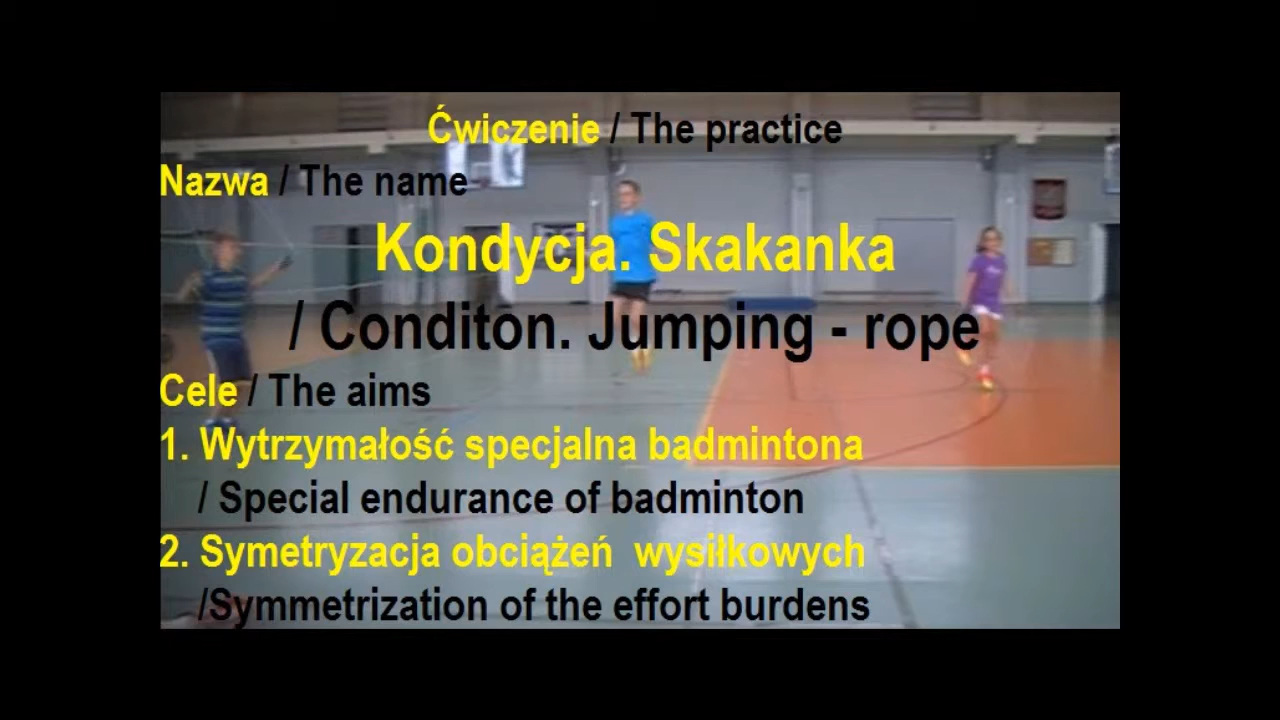 Ćwiczenie / The practice
Nazwa / The name
Kondycja. Skakanka
/ Conditon. Jumping - rope
Cele / The aims
1. Wytrzymałość specjalna badmintona
/ Special endurance of badminton
2. Symetryzacja obciążeń wysiłkowych
/Symmetrization of the effort burdens